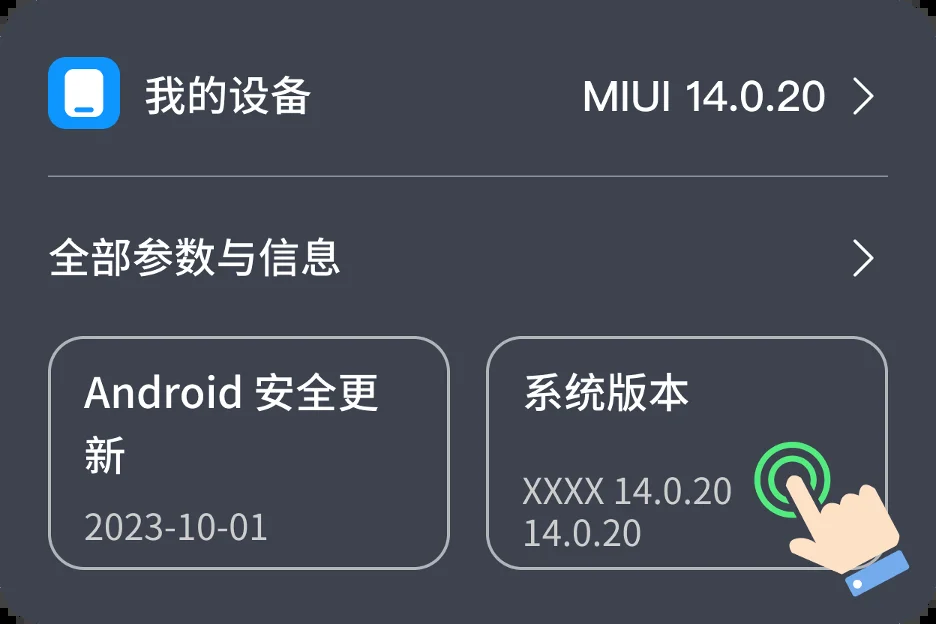 我的设备
MIUI 14.0.20
全部参数与信息
Android 安全更
新
2023-10-01
系统版本
XXXX 14.0.20
14.0.20